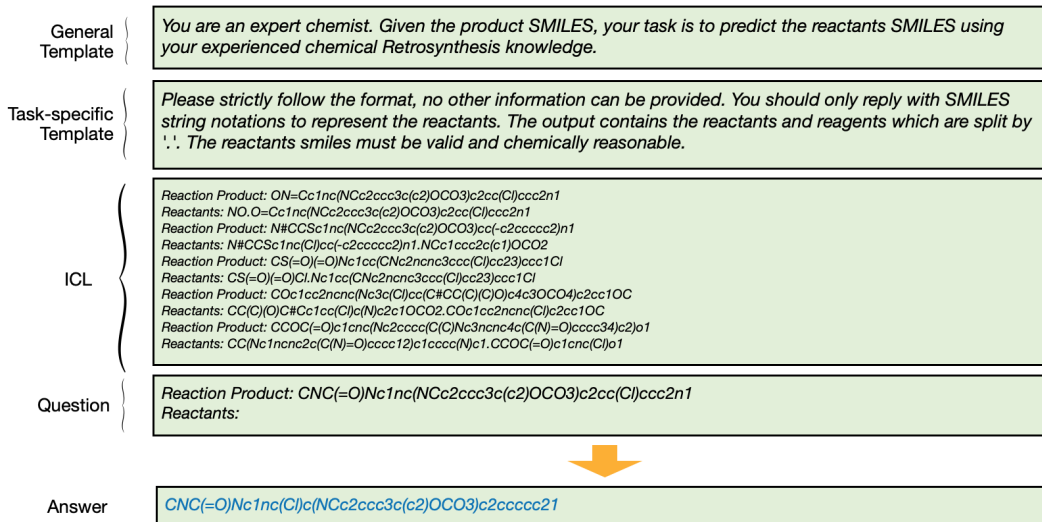 General
Template
You are an expert chemist. Given the product SMILES, your task is to predict the reactants SMILES using
your experienced chemical Retrosynthesis knowledge.
Task-specific
Template
Please strictly follow the format, no other information can be provided. You should only reply with SMILES
string notations to represent the reactants. The output contains the reactants and reagents which are split by
'.'. The reactants smiles must be valid and chemically reasonable.
ICL
Reaction Product: ON=Cc1nc(NCc2ccc3c(c2)OCO3)c2cc(Cl)ccc2n1
Reactants: NO.O=Cc1nc(NCc2ccc3c(c2)OCO3)c2cc(Cl)ccc2n1
Reaction Product: N#CCSc1nc(NCc2ccc3c(c2)OCO3)cc(-c2ccccc2)n1
Reactants: N#CCSc1nc(Cl)cc(-c2ccccc2)n1.NCc1ccc2c(c1)OCO2
Reaction Product: CS(=O)(=O)Nc1cc(CNc2ncnc3ccc(Cl)cc23)ccc1Cl
Reactants: CS(=O)(=O)Cl.Nc1cc(CNc2ncnc3ccc(Cl)cc23)ccc1Cl
Reaction Product: COc1cc2ncnc(Nc3c(Cl)cc(C#CC(C)(C)O)c4c3OCO4)c2cc1OC
Reactants: CC(C)(O)C#Cc1cc(Cl)c(N)c2c1OCO2.COc1cc2ncnc(Cl)c2cc1OC
Reaction Product: CCOC(=O)c1cnc(Nc2cccc(C(C)Nc3ncnc4c(C(N)=O)cccc34)c2)o1
Reactants: CC(Nc1ncnc2c(C(N)=O)cccc12)c1cccc(N)c1.CCOC(=O)c1cnc(Cl)o1
Question
Reaction Product: CNC(=O)Nc1nc(NCc2ccc3c(c2)OCO3)c2cc(Cl)ccc2n1
Reactants:
Answer
CNC(=O)Nc1nc(Cl)c(NCc2ccc3c(c2)OCO3)c2ccccc21